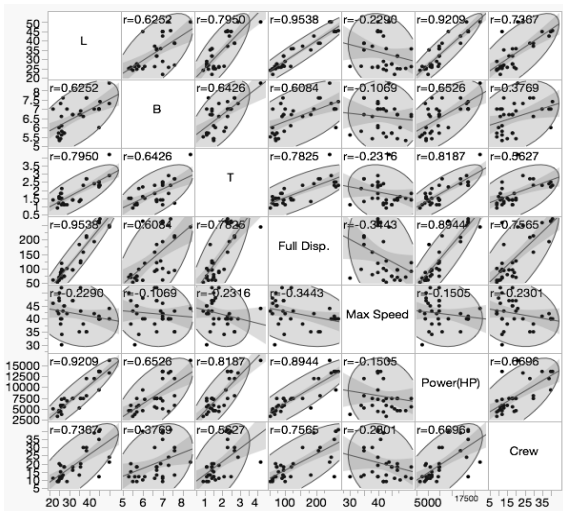 50 45 40 35 30 25 20 L r=0.6252 r=0.7950 r=0.9538 r=-0.2290 r=0.9209 r=0.7367
8 7.5 7 6.5 6 5.5 5 r=0.6252 B r=0.6426 r=0.6084 r=-0.1069 r=0.6526 r=0.3769
3.5 3 2.5 2 1.5 1 0.5 r=0.7950 r=0.6426 T r=0.7825 r=-0.2316 r=0.8187 r=0.5627
200 150 100 50 r=0.9538 r=0.6084 r=0.7825 Full Disp. r=-0.3443 r=0.8944 r=0.7565
45 40 35 30 r=-0.2290 r=-0.1069 r=-0.2316 r=-0.3443 Max Speed r=-0.1505 r=-0.2301
15000 12500 10000 7500 5000 2500 r=0.9209 r=0.6526 r=0.8187 r=0.8944 r=-0.1505 Power(HP) r=0.6696
35 30 25 20 15 10 5 r=0.7367 r=0.3769 r=0.5627 r=0.7565 r=-0.2301 r=0.6696 Crew
20 30 40 5 6 7 8 1 2 3 4 100 200 30 40 5000 17500 5 15 25 35